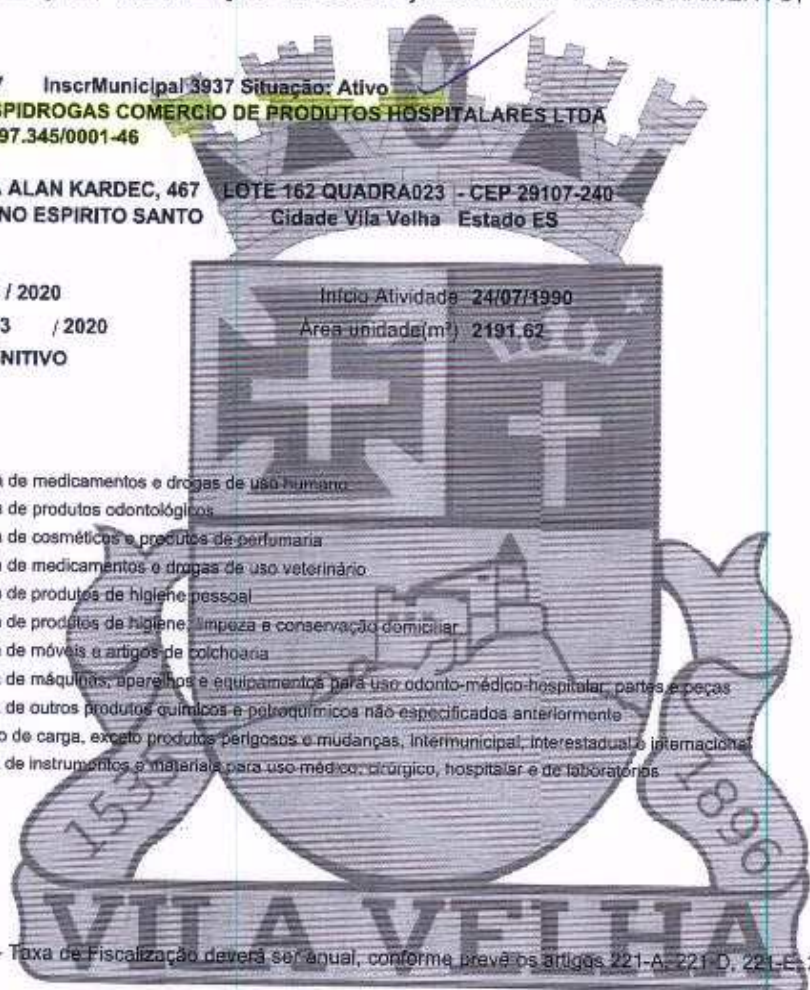 7 InscrMunicipal 3937 Situação: Ativo
SPIDROGAS COMERCIO DE PRODUTOS HOSPITALARES LTDA
97.345/0001-46
ALAN KARDEC, 467 LOTE 162 QUADRA023 - CEP 29107-240
NO ESPIRITO SANTO Cidade Vila Velha Estado ES
/ 2020 Início Atividade 24/07/1990
3 / 2020 Área unidade(m²) 2191,62
NITIVO
de medicamentos e drogas de uso humano
de produtos odontológicos
de cosméticos e produtos de perfumaria
de medicamentos e drogas de uso veterinário
de produtos de higiene pessoal
de produtos de higiene, limpeza e conservação domiciliar
de móveis e artigos de colchoaria
de máquinas, aparelhos e equipamentos para uso odonto-médico-hospitalar; partes e peças
de outros produtos químicos e petroquímicos não especificados anteriormente
o de carga, exceto produtos perigosos e mudanças, intermunicipal, interestadual e internacional
de instrumentos e materiais para uso médico, cirúrgico, hospitalar e de laboratórios
1535 1896
VILA VELHA
- Taxa de Fiscalização deverá ser anual, conforme prevê os artigos 221-A, 221-D, 221-E,